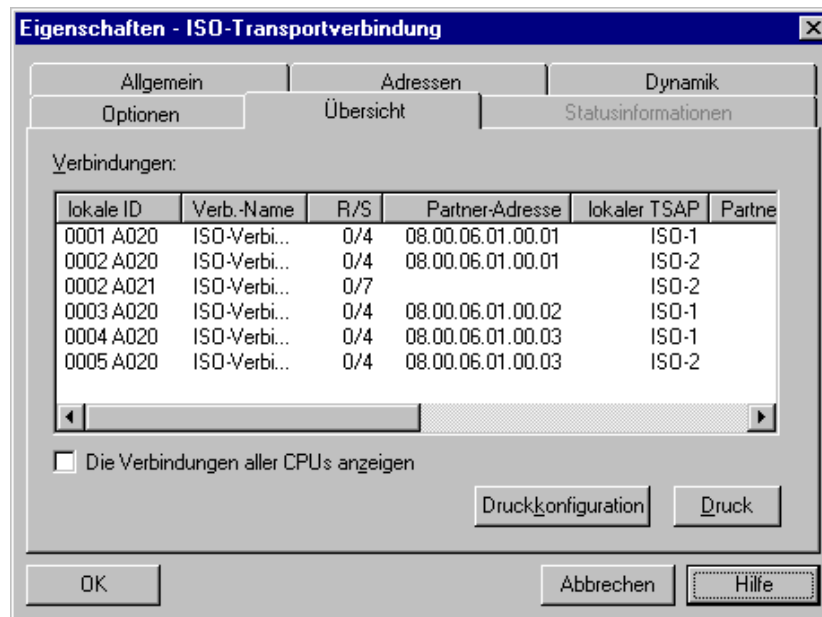 Eigenschaften - ISO-Transportverbindung
Allgemein Adressen Dynamik
Optionen Übersicht Statusinformationen
Verbindungen:
lokale ID Verb.-Name R/S Partner-Adresse lokaler TSAP Partne
0001 A020 ISO-Verbi... 0/4 08.00.06.01.00.01 ISO-1
0002 A020 ISO-Verbi... 0/4 08.00.06.01.00.01 ISO-2
0002 A021 ISO-Verbi... 0/7 ISO-2
0003 A020 ISO-Verbi... 0/4 08.00.06.01.00.02 ISO-1
0004 A020 ISO-Verbi... 0/4 08.00.06.01.00.03 ISO-1
0005 A020 ISO-Verbi... 0/4 08.00.06.01.00.03 ISO-2
Die Verbindungen aller CPUs anzeigen
Druckkonfiguration Druck
OK Abbrechen Hilfe